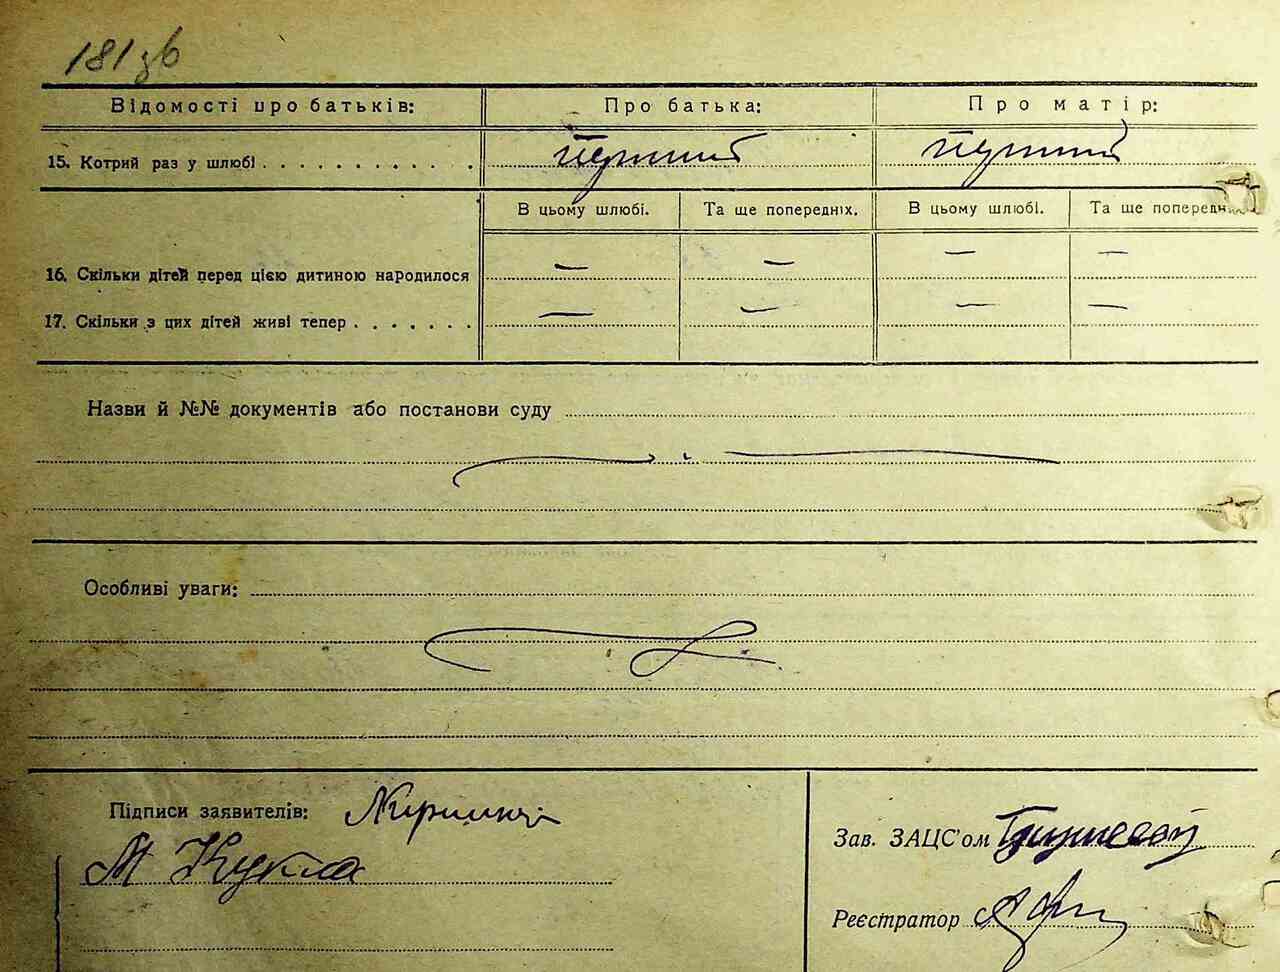 181 зв
Відомості про батьків: Про батька: Про матір:
15. Котрий раз у шлюбі . . . . . . . . . . . . перший перший
В цьому шлюбі. Та ще попередніх. В цьому шлюбі. Та ще попередніх.
16. Скільки дітей перед цією дитиною народилося — — — —
17. Скільки з цих дітей живі тепер . . . . . . . — — — —
Назви й №№ документів або постанови суду
Особливі уваги:
Підписи заявителів:
М Кукла
Зав. ЗАЦС'ом
Реєстратор